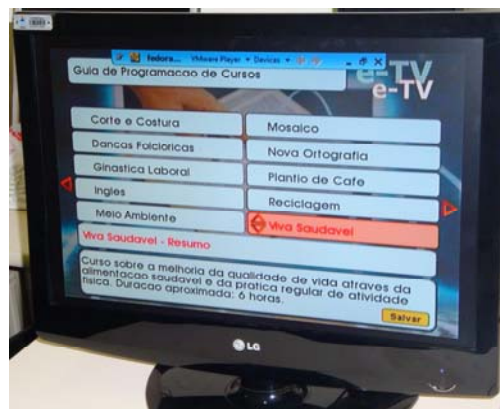 fedora... VMware Player Devices
Guia de Programacao de Cursos
e-TV
e-TV
Corte e Costura
Dancas Folcloricas
Ginastica Laboral
Ingles
Meio Ambiente
Mosaico
Nova Ortografia
Plantio de Cafe
Reciclagem
Viva Saudavel
Viva Saudavel - Resumo
Curso sobre a melhoria da qualidade de vida atraves da
alimentacao saudavel e da pratica regular de atividade
fisica. Duracao aproximada: 6 horas.
Salvar
LG